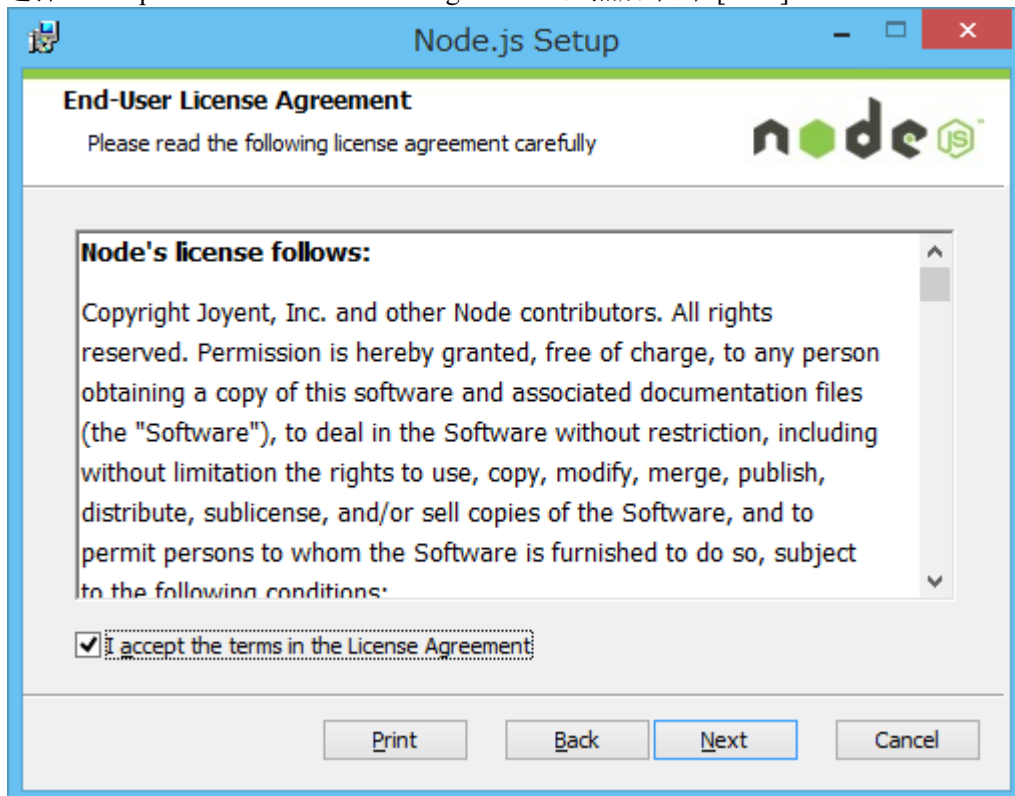 Node.js Setup
End-User License Agreement
Please read the following license agreement carefully
node JS
Node's license follows:
Copyright Joyent, Inc. and other Node contributors. All rights
reserved. Permission is hereby granted, free of charge, to any person
obtaining a copy of this software and associated documentation files
(the "Software"), to deal in the Software without restriction, including
without limitation the rights to use, copy, modify, merge, publish,
distribute, sublicense, and/or sell copies of the Software, and to
permit persons to whom the Software is furnished to do so, subject
to the following conditions:
I accept the terms in the License Agreement
Print Back Next Cancel